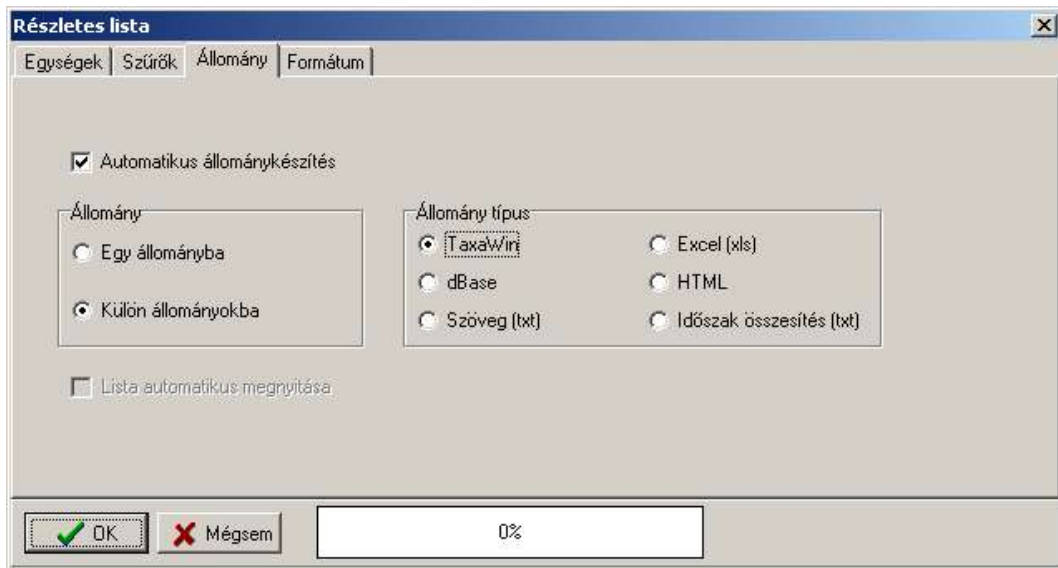 Részletes lista
Egységek Szűrők Állomány Formátum
Automatikus állománykészítés
Állomány
Egy állományba
Külön állományokba
Állomány típus
TaxaWin Excel (xls)
dBase HTML
Szöveg (txt) Időszak összesítés (txt)
Lista automatikus megnyitása
OK Mégsem 0%